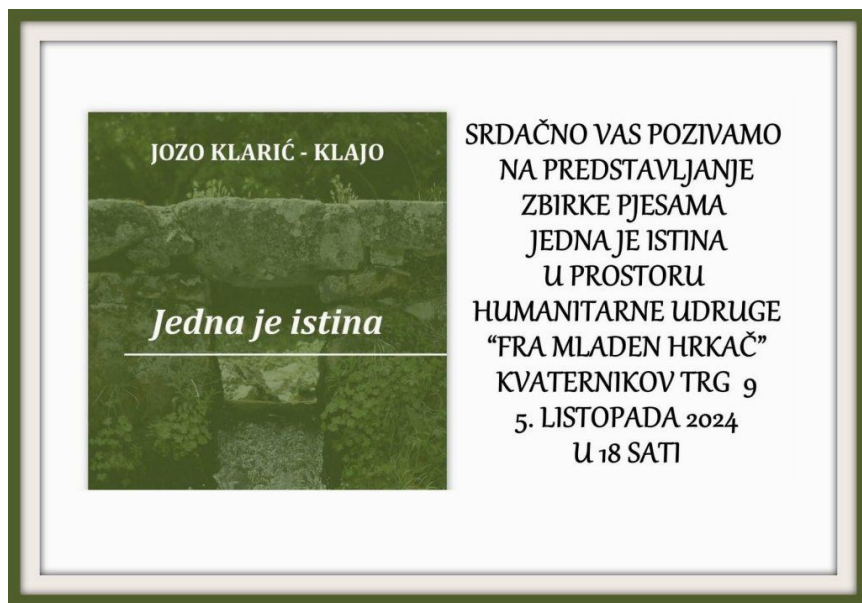 JOZO KLARIĆ - KLAJO
Jedna je istina
SRDAČNO VAS POZIVAMO
NA PREDSTAVLJANJE
ZBIRKE PJESAMA
JEDNA JE ISTINA
U PROSTORU
HUMANITARNE UDRUGE
“FRA MLADEN HRKAČ”
KVATERNIKOV TRG 9
5. LISTOPADA 2024
U 18 SATI